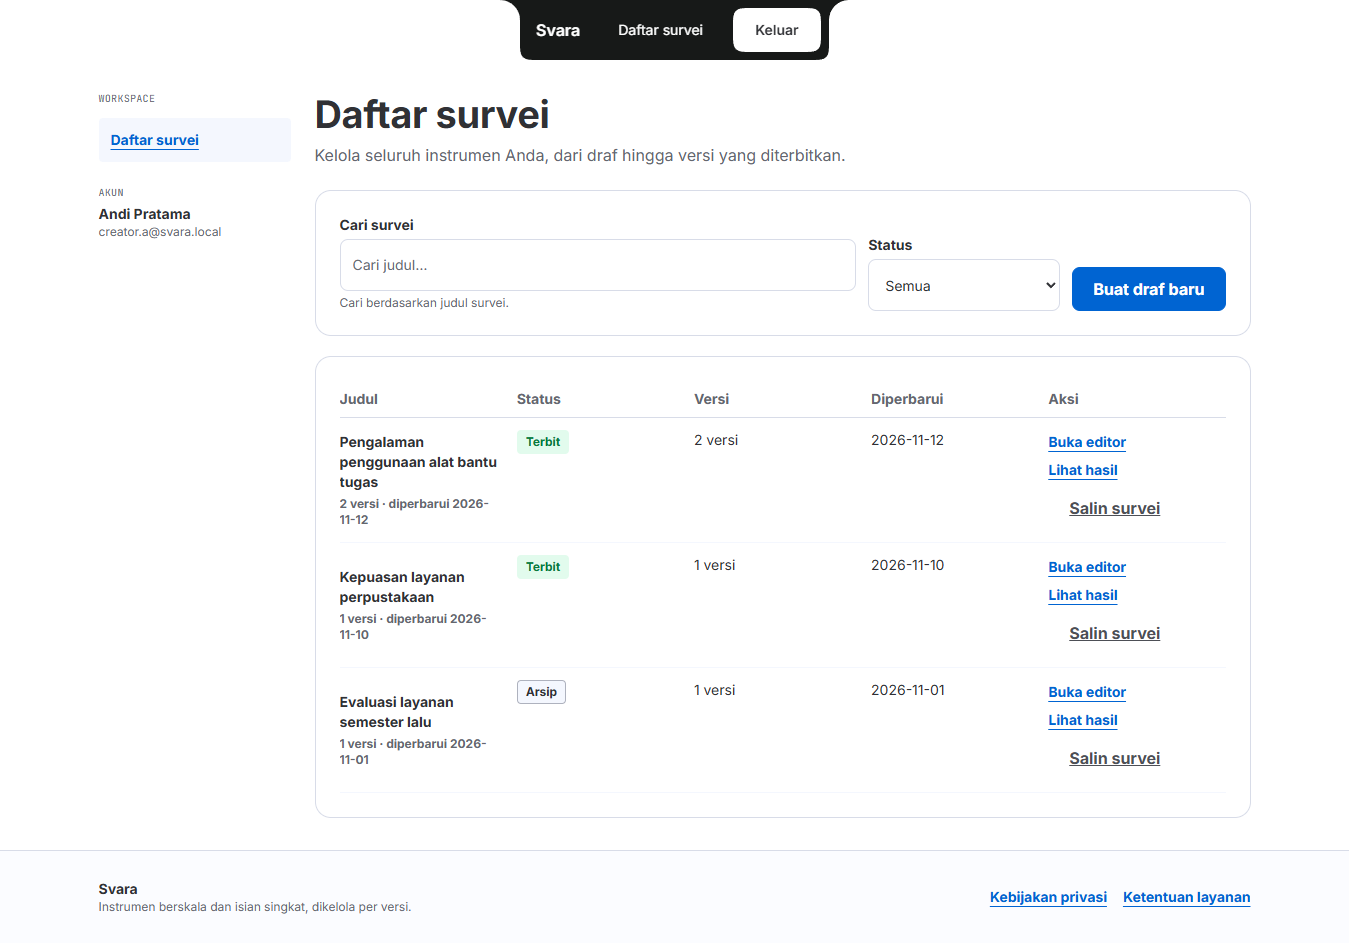 Svara
Daftar survei
Keluar
WORKSPACE
Daftar survei
AKUN
Andi Pratama
creator.a@svara.local
Daftar survei
Kelola seluruh instrumen Anda, dari draf hingga versi yang diterbitkan.
Cari survei
Cari judul...
Cari berdasarkan judul survei.
Status
Semua
Buat draf baru
Judul
Status
Versi
Diperbarui
Aksi
Pengalaman
penggunaan alat bantu
tugas
2 versi · diperbarui 2026-
11-12
Terbit
2 versi
2026-11-12
Buka editor
Lihat hasil
Salin survei
Kepuasan layanan
perpustakaan
1 versi · diperbarui 2026-
11-10
Terbit
1 versi
2026-11-10
Buka editor
Lihat hasil
Salin survei
Evaluasi layanan
semester lalu
1 versi · diperbarui 2026-
11-01
Arsip
1 versi
2026-11-01
Buka editor
Lihat hasil
Salin survei
Svara
Instrumen berskala dan isian singkat, dikelola per versi.
Kebijakan privasi
Ketentuan layanan